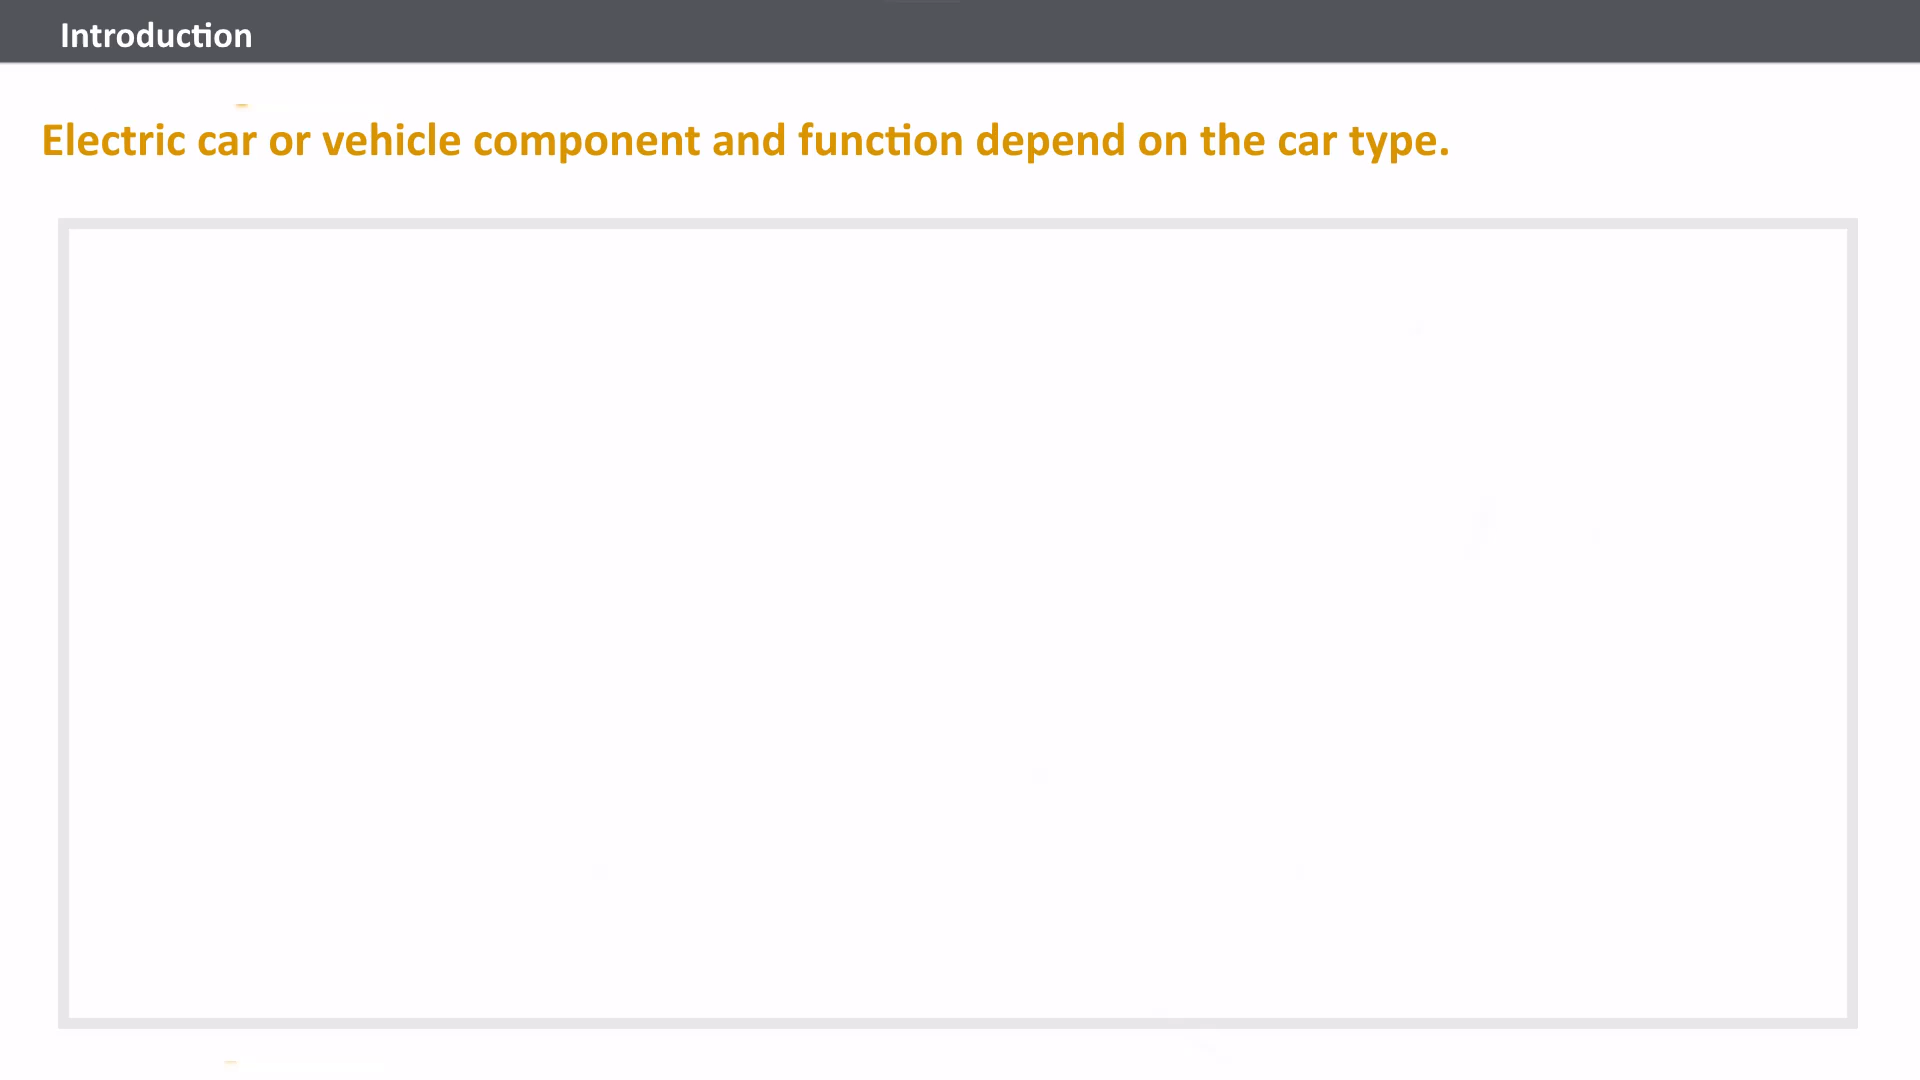 Introduction
Electric car or vehicle component and function depend on the car type.